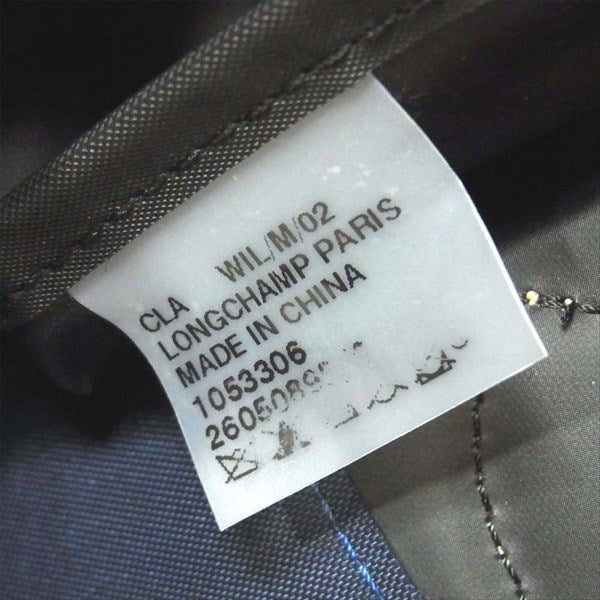 CLA WIL/M/02
LONGCHAMP PARIS
MADE IN CHINA
1053306